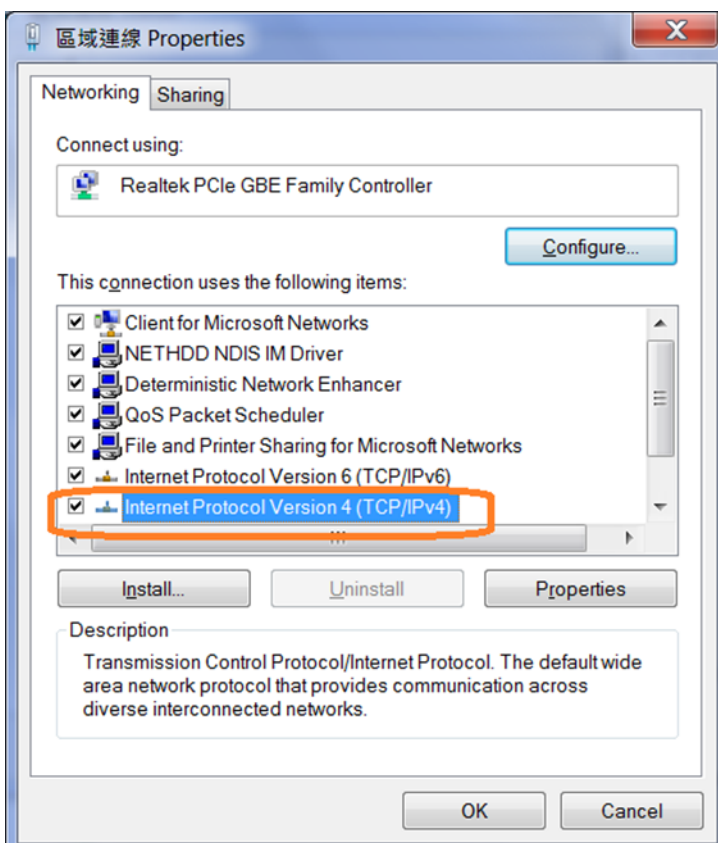 區域連線 Properties
Networking
Sharing
Connect using:
Realtek PCIe GBE Family Controller
Configure...
This connection uses the following items:
Client for Microsoft Networks
NETHDD NDIS IM Driver
Deterministic Network Enhancer
QoS Packet Scheduler
File and Printer Sharing for Microsoft Networks
Internet Protocol Version 6 (TCP/IPv6)
Internet Protocol Version 4 (TCP/IPv4)
Install...
Uninstall
Properties
Description
Transmission Control Protocol/Internet Protocol. The default wide
area network protocol that provides communication across
diverse interconnected networks.
OK
Cancel